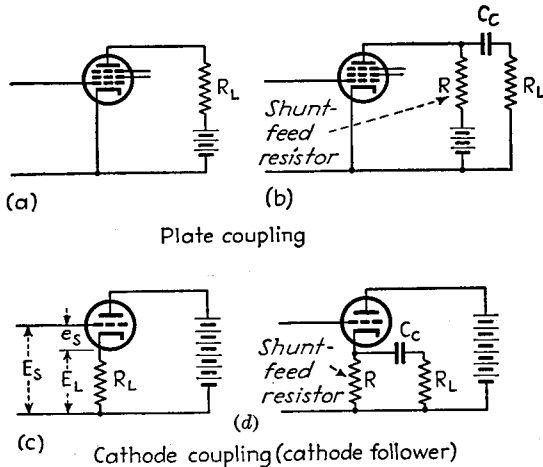 C_C
R_L
R
R_L
Shunt-
feed
resistor
(a)
(b)
Plate coupling
e_S
E_S
E_L
R_L
C_C
Shunt-
feed
resistor
R
R_L
(c)
(d)
Cathode coupling (cathode follower)